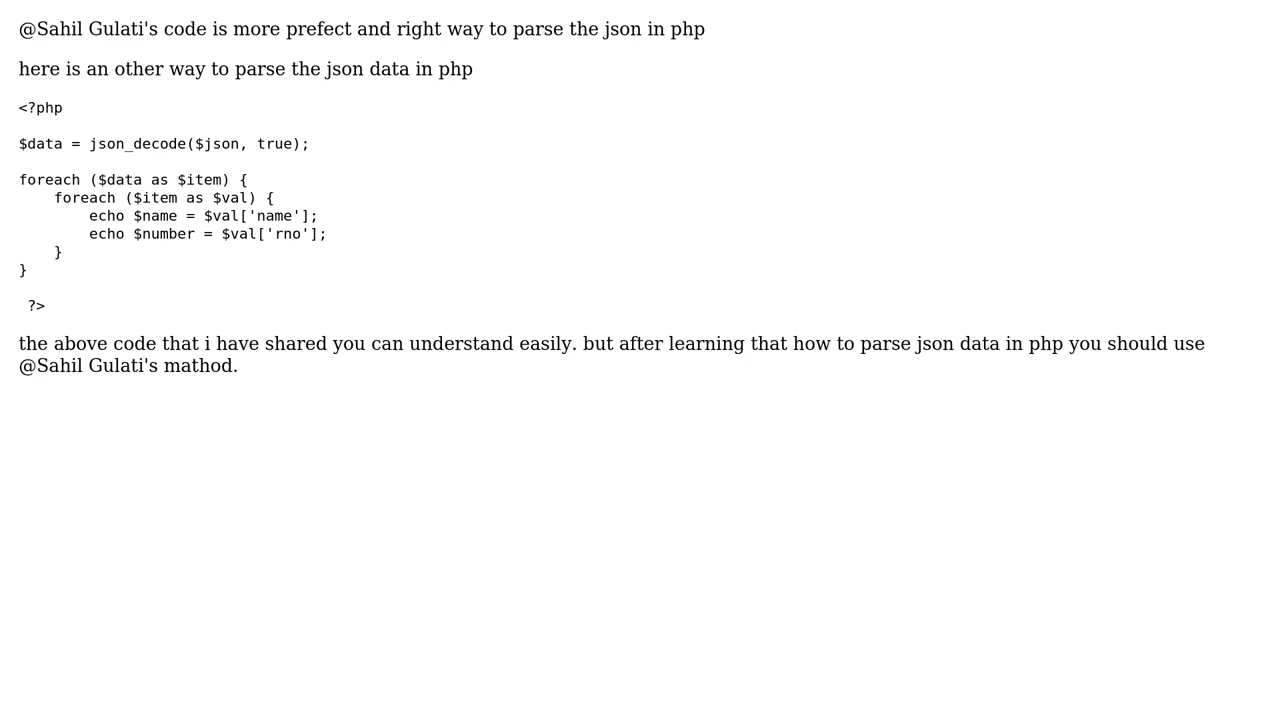 @Sahil Gulati's code is more prefect and right way to parse the json in php
here is an other way to parse the json data in php
<?php
$data = json_decode($json, true);
foreach ($data as $item) {
    foreach ($item as $val) {
        echo $name = $val['name'];
        echo $number = $val['rno'];
    }
}
 ?>
the above code that i have shared you can understand easily. but after learning that how to parse json data in php you should use
@Sahil Gulati's mathod.